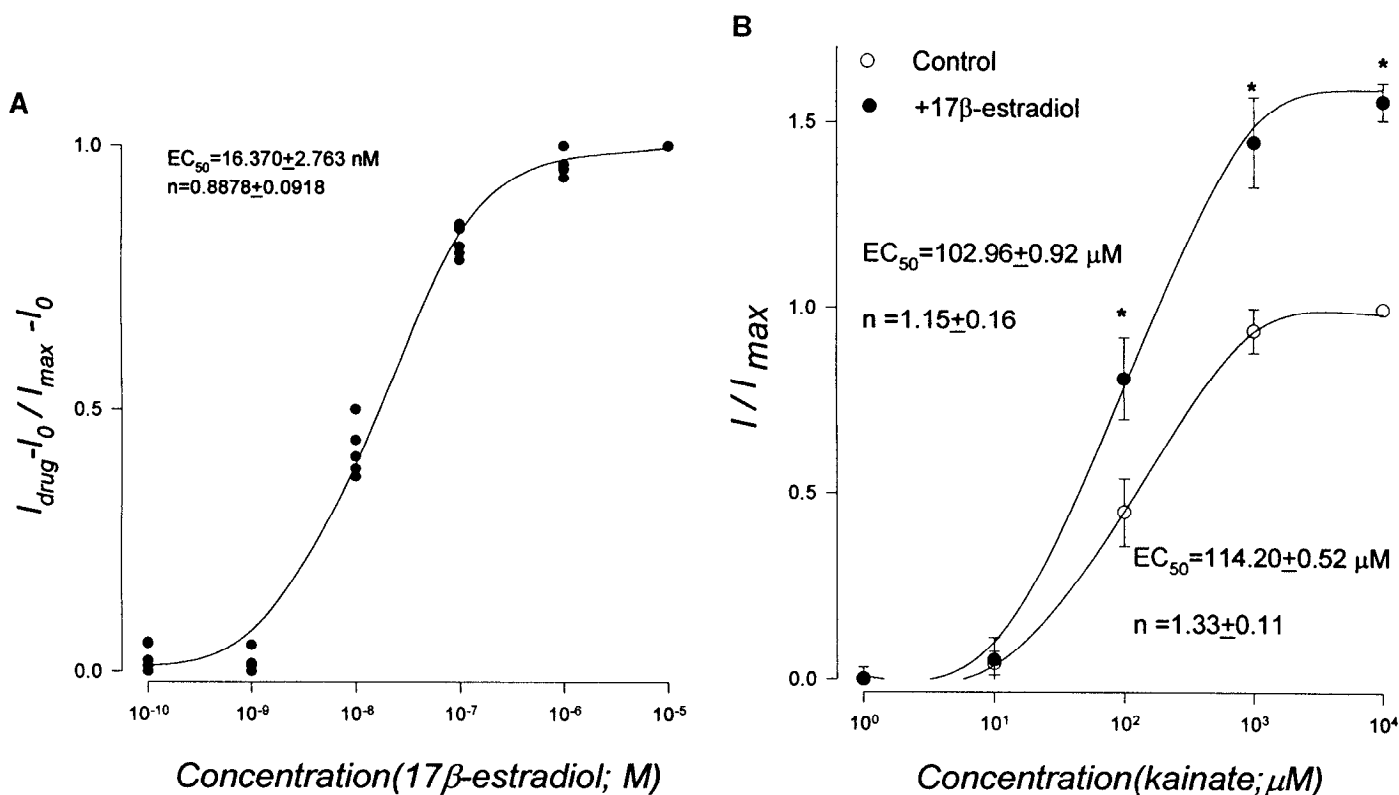 A
EC50=16.370±2.763 nM
n=0.8878±0.0918
1.0
0.5
0.0
Idrug-I0 / Imax -I0
10-10
10-9
10-8
10-7
10-6
10-5
Concentration(17β-estradiol; M)
B
Control
+17β-estradiol
*
*
*
1.5
1.0
0.5
0.0
I / Imax
EC50=102.96±0.92 μM
n =1.15±0.16
EC50=114.20±0.52 μM
n =1.33±0.11
100
101
102
103
104
Concentration(kainate;μM)